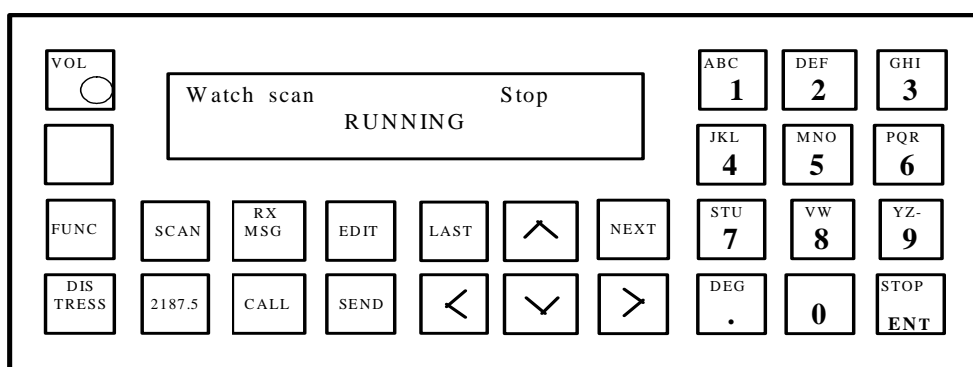 VOL
Watch scan Stop
RUNNING
ABC
1
DEF
2
GHI
3
JKL
4
MNO
5
PQR
6
FUNC
SCAN
RX
MSG
EDIT
LAST
NEXT
STU
7
VW
8
YZ-
9
DIS
TRESS
2187.5
CALL
SEND
DEG
.
0
STOP
ENT